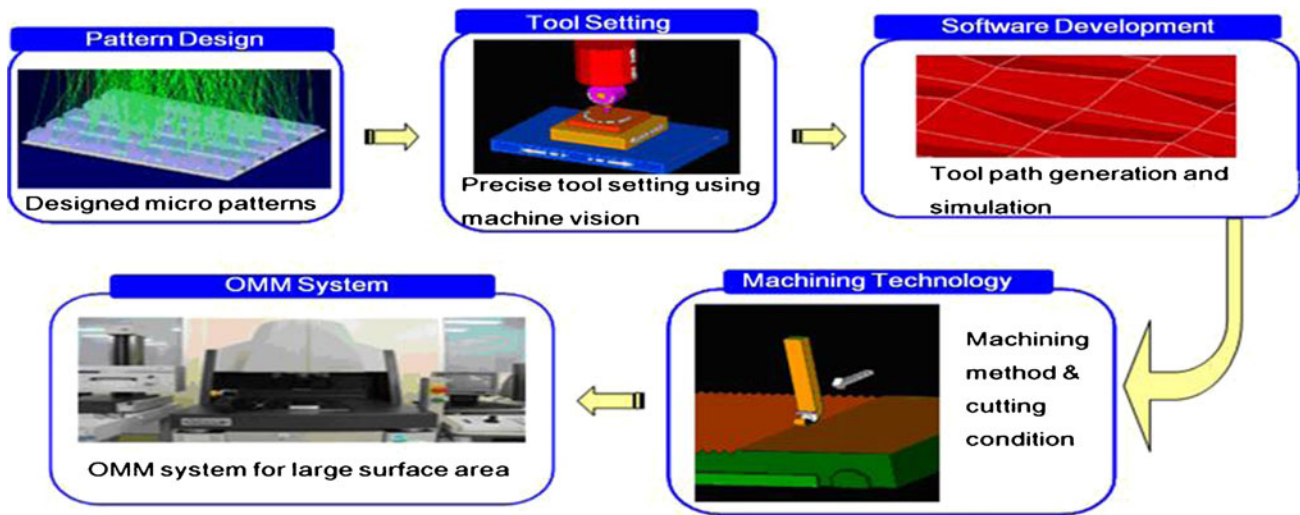 Pattern Design
Designed micro patterns
Tool Setting
Precise tool setting using
machine vision
Software Development
Tool path generation and
simulation
Machining Technology
Machining
method &
cutting
condition
OMM System
OMM system for large surface area